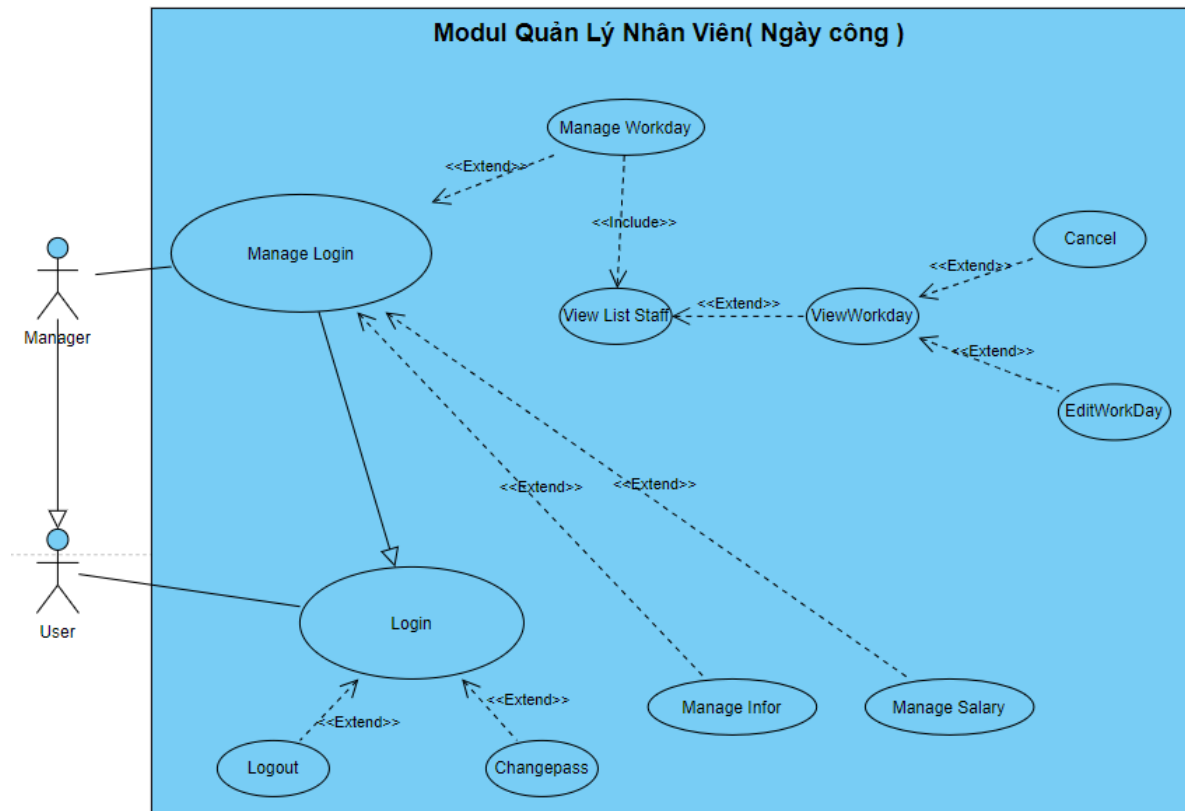 Modul Quản Lý Nhân Viên( Ngày công )
Manage Workday
<<Extend>>
<<Include>>
Manage Login
Cancel
<<Extend>>
View List Staff
<<Extend>>
ViewWorkday
Manager
<<Extend>>
EditWorkDay
<<Extend>>
<<Extend>>
Login
User
<<Extend>>
<<Extend>>
Manage Infor
Manage Salary
Logout
Changepass